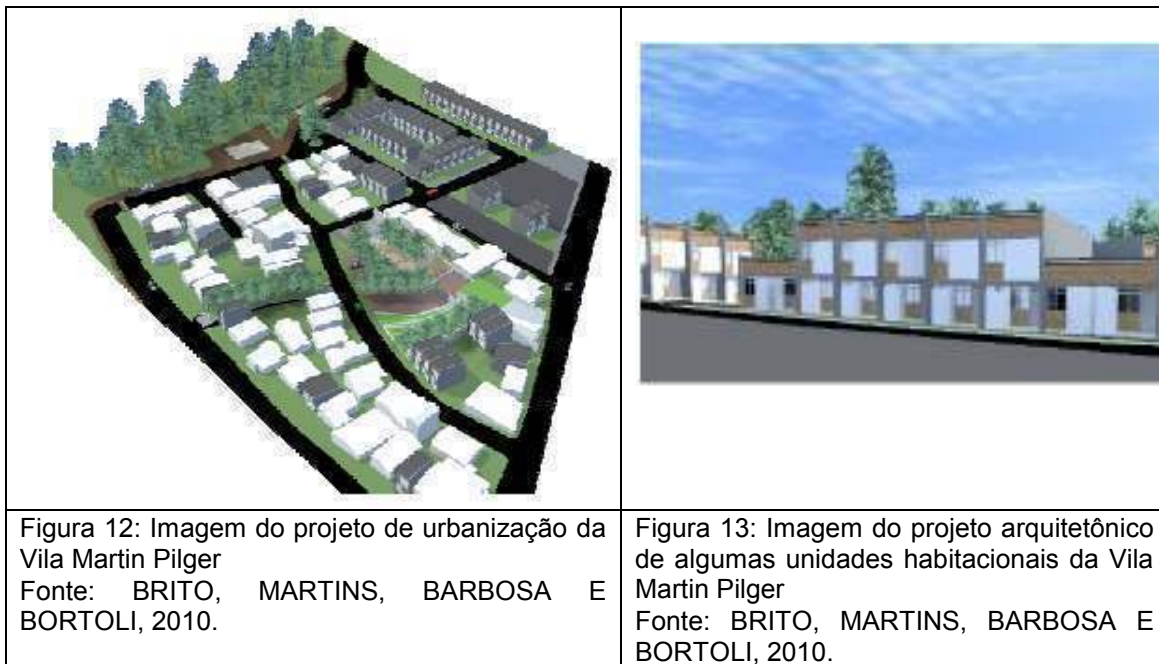 Figura 12: Imagem do projeto de urbanização da
Vila Martin Pilger
Fonte: BRITO, MARTINS, BARBOSA E
BORTOLI, 2010.
Figura 13: Imagem do projeto arquitetônico
de algumas unidades habitacionais da Vila
Martin Pilger
Fonte: BRITO, MARTINS, BARBOSA E
BORTOLI, 2010.